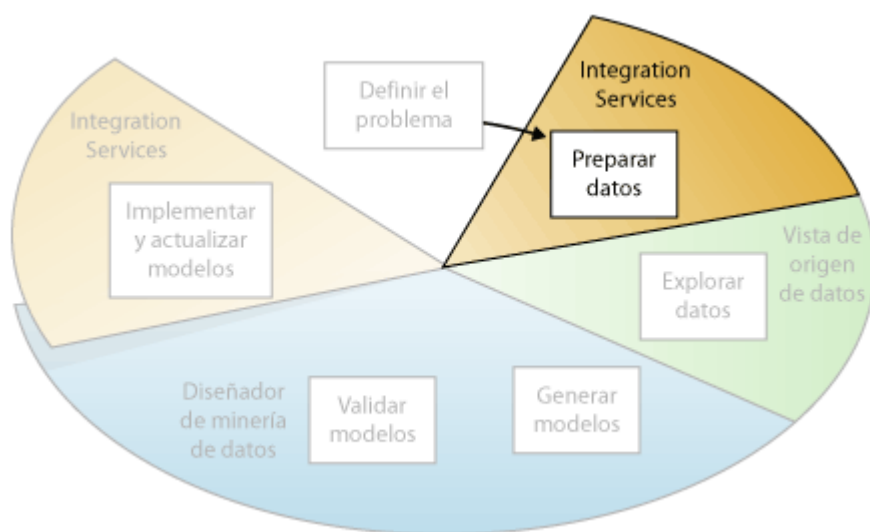 Definir el
problema
Integration
Services
Preparar
datos
Vista de
origen
de datos
Explorar
datos
Generar
modelos
Validar
modelos
Diseñador
de minería
de datos
Integration
Services
Implementar
y actualizar
modelos